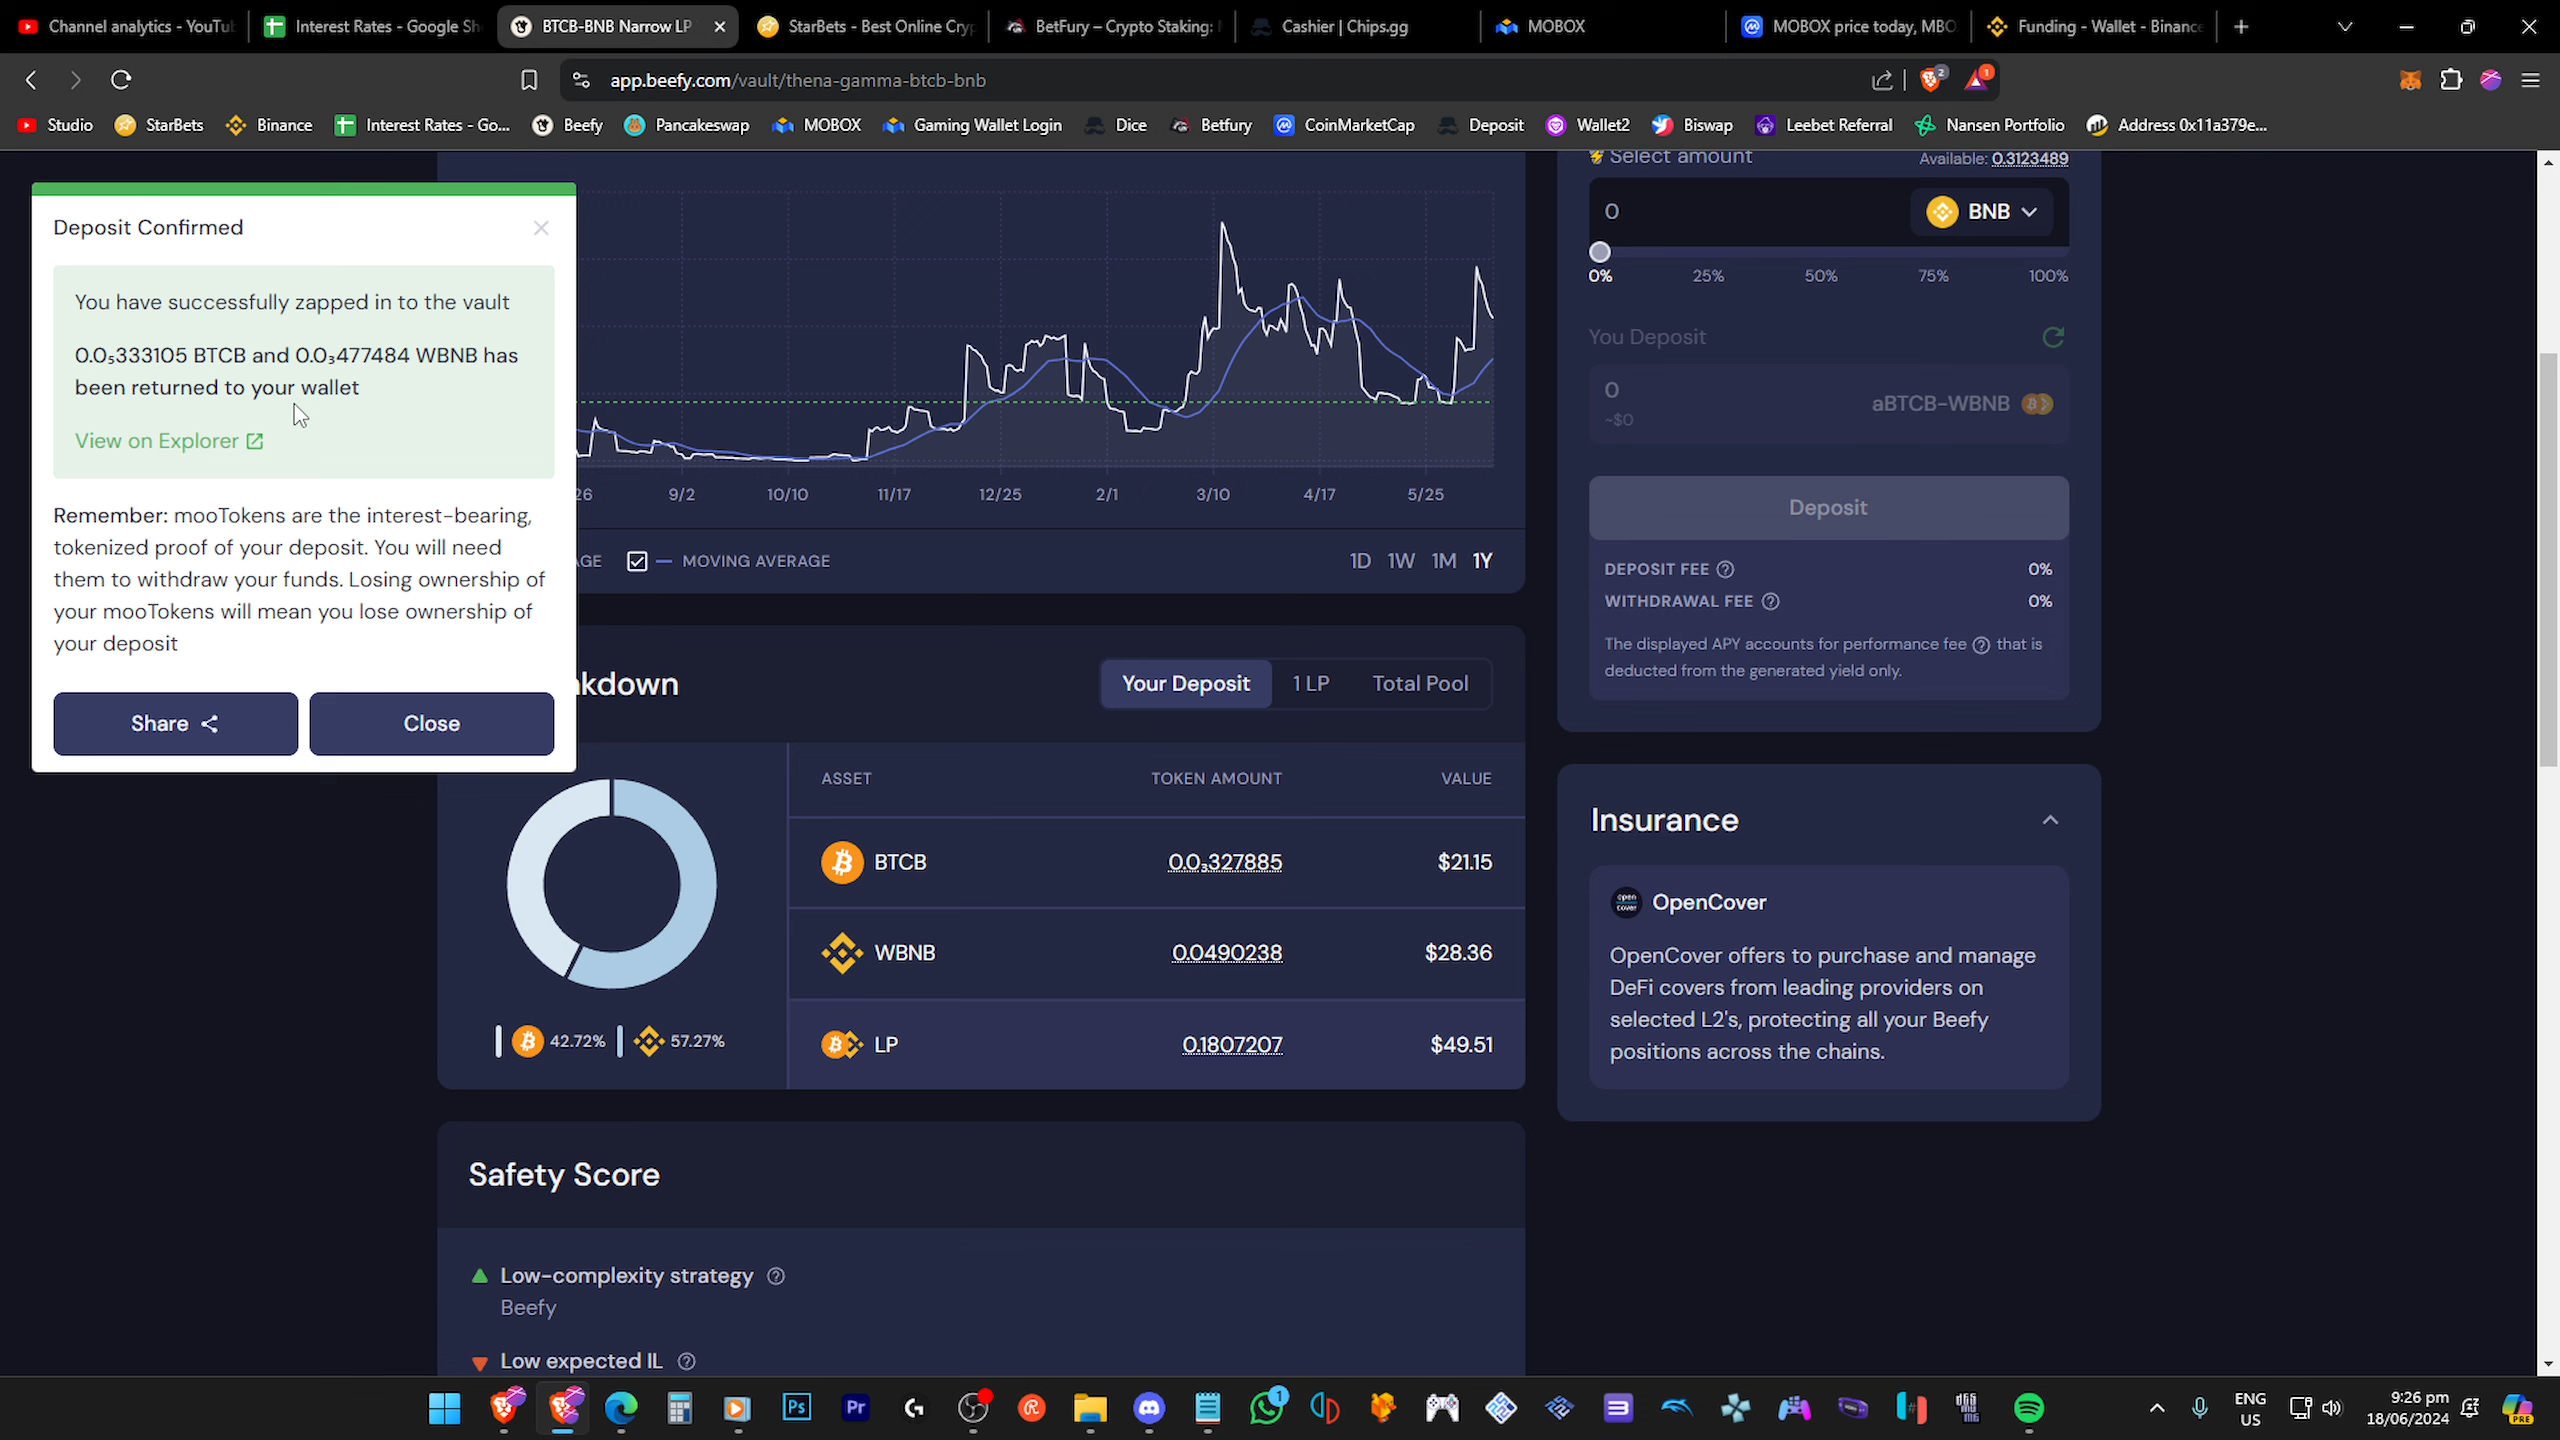 Channel analytics - YouTu
Interest Rates - Google Sh
BTCB-BNB Narrow LP
StarBets - Best Online Cryp
BetFury – Crypto Staking:
Cashier | Chips.gg
MOBOX
MOBOX price today, MBO
Funding - Wallet - Binance
app.beefy.com/vault/thena-gamma-btcb-bnb
2
1
Studio
StarBets
Binance
Interest Rates - Go...
Beefy
Pancakeswap
MOBOX
Gaming Wallet Login
Dice
Betfury
CoinMarketCap
Deposit
Wallet2
Biswap
Leebet Referral
Nansen Portfolio
Address 0x11a379e...
Deposit Confirmed
You have successfully zapped in to the vault
0.0₅333105 BTCB and 0.0₃477484 WBNB has
been returned to your wallet
View on Explorer
Remember: mooTokens are the interest-bearing,
tokenized proof of your deposit. You will need
them to withdraw your funds. Losing ownership of
your mooTokens will mean you lose ownership of
your deposit
Share
Close
26 9/2 10/10 11/17 12/25 2/1 3/10 4/17 5/25
AGE MOVING AVERAGE 1D 1W 1M 1Y
Select amount Available: 0.3123489
0 BNB
0% 25% 50% 75% 100%
You Deposit
0
~$0
aBTCB-WBNB
Deposit
DEPOSIT FEE 0%
WITHDRAWAL FEE 0%
The displayed APY accounts for performance fee that is
deducted from the generated yield only.
kdown
Your Deposit 1 LP Total Pool
ASSET TOKEN AMOUNT VALUE
BTCB 0.0₃327885 $21.15
WBNB 0.0490238 $28.36
LP 0.1807207 $49.51
42.72% 57.27%
Insurance
open cover
OpenCover
OpenCover offers to purchase and manage
DeFi covers from leading providers on
selected L2's, protecting all your Beefy
positions across the chains.
Safety Score
Low-complexity strategy
Beefy
Low expected IL
Ps
Pr
1
3
ENG
US
9:26 pm
18/06/2024
PRE